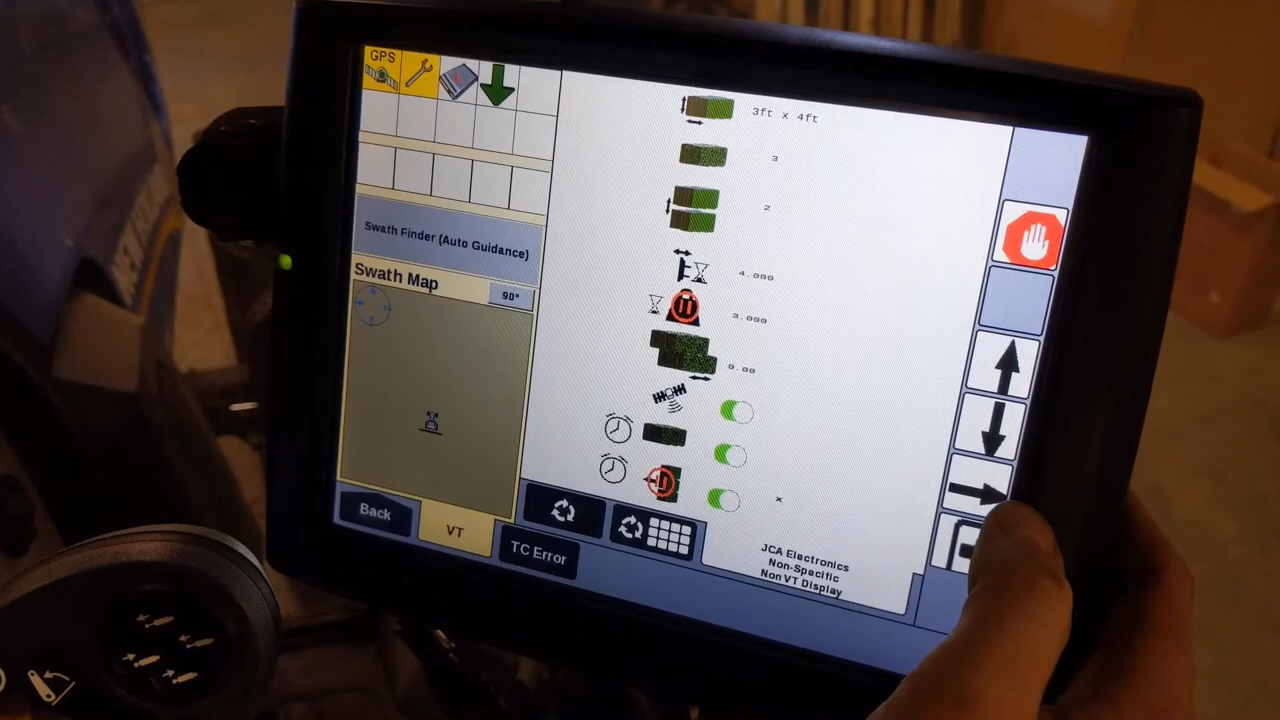 GPS
3ft x 4ft
3
2
Swath Finder (Auto Guidance)
Swath Map
90°
4.000
3.000
0.00
x
Back
VT
TC Error
JCA Electronics
Non-Specific
Non VT Display